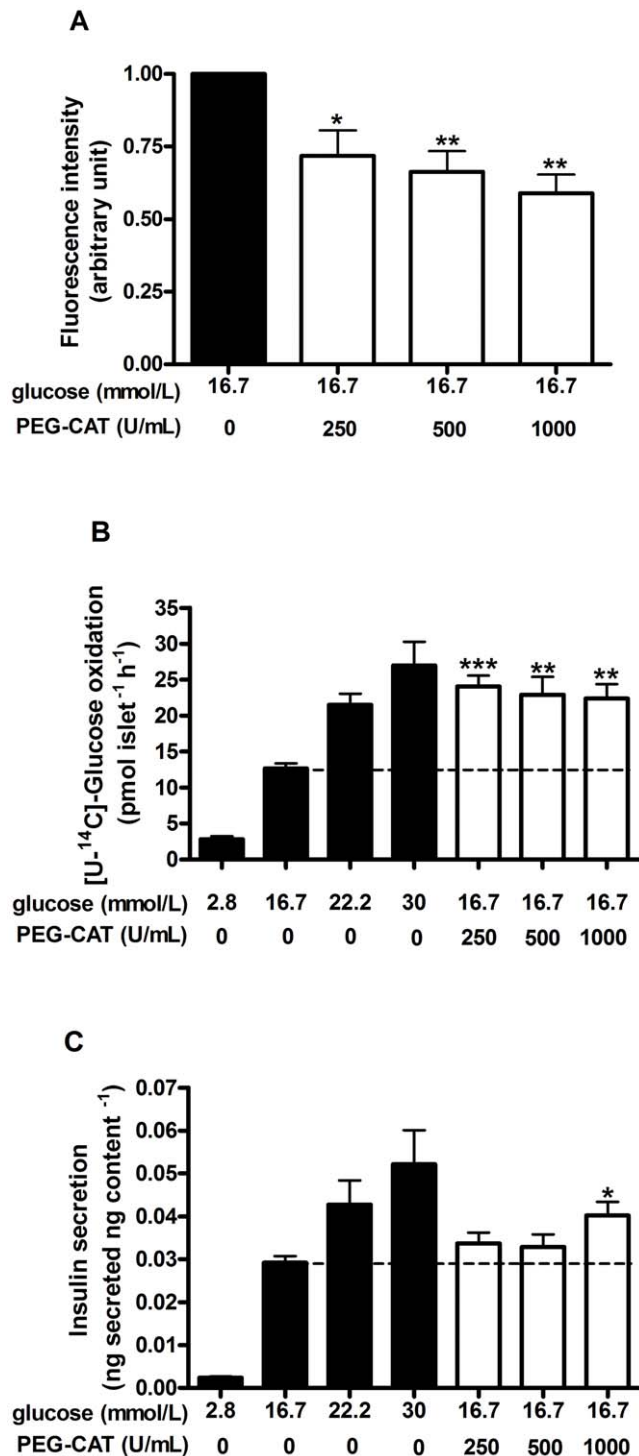 A
Fluorescence intensity
(arbitrary unit)
1.00
0.75
0.50
0.25
0.00
* ** **
glucose (mmol/L) 16.7 16.7 16.7 16.7
PEG-CAT (U/mL) 0 250 500 1000
B
[U-¹⁴C]-Glucose oxidation
(pmol islet⁻¹ h⁻¹)
35
30
25
20
15
10
5
0
*** ** **
glucose (mmol/L) 2.8 16.7 22.2 30 16.7 16.7 16.7
PEG-CAT (U/mL) 0 0 0 0 250 500 1000
C
Insulin secretion
(ng secreted ng content ⁻¹)
0.07
0.06
0.05
0.04
0.03
0.02
0.01
0.00
*
glucose (mmol/L) 2.8 16.7 22.2 30 16.7 16.7 16.7
PEG-CAT (U/mL) 0 0 0 0 250 500 1000